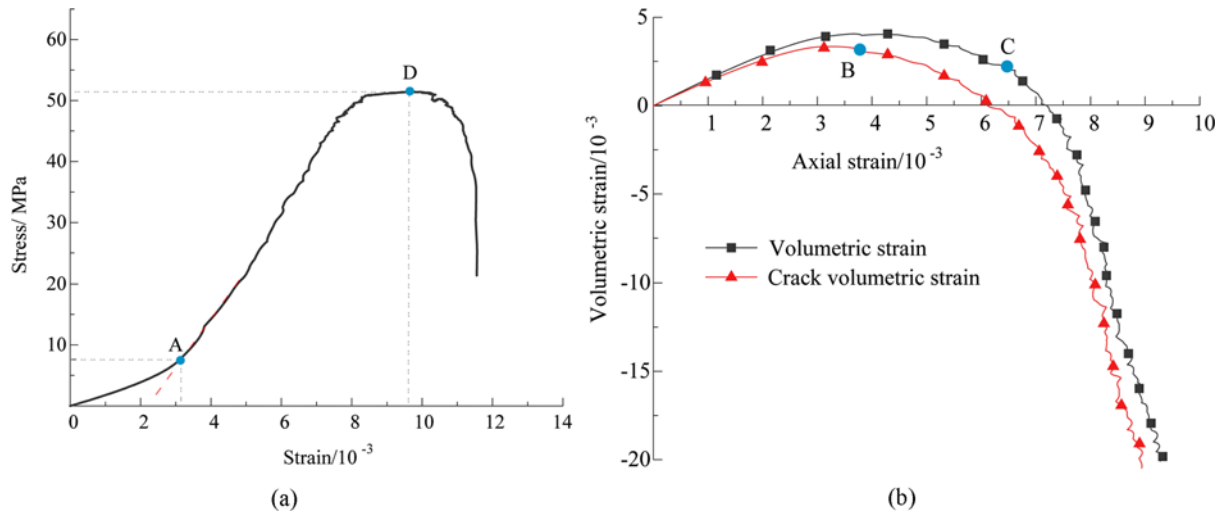 65
60
50
40
30
20
10
0
2
4
6
8
10
12
14
Stress/ MPa
Strain/10 -3
A
D
(a)
5
0
-5
-10
-15
-20
1
2
3
4
5
6
7
8
9
10
Volumetric strain/10 -3
Axial strain/10 -3
B
C
Volumetric strain
Crack volumetric strain
(b)